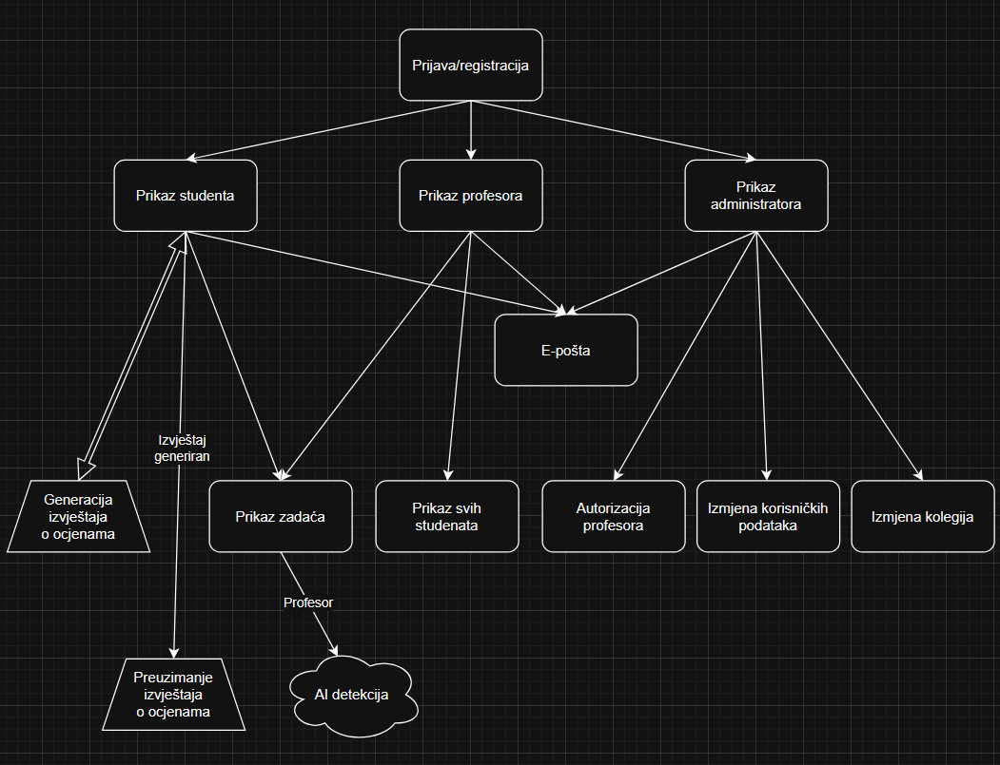 Prijava/registracija
Prikaz studenta
Prikaz profesora
Prikaz
administratora
E-pošta
Izvještaj
generiran
Generacija
izvještaja
o ocjenama
Prikaz zadaća
Prikaz svih
studenata
Autorizacija
profesora
Izmjena korisničkih
podataka
Izmjena kolegija
Profesor
Preuzimanje
izvještaja
o ocjenama
AI detekcija